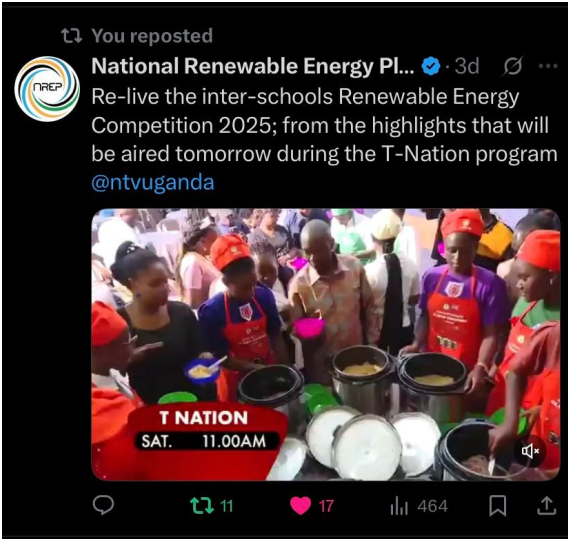 You reposted
NREP
National Renewable Energy Pl... · 3d
Re-live the inter-schools Renewable Energy
Competition 2025; from the highlights that will
be aired tomorrow during the T-Nation program
@ntvuganda
T NATION
SAT. 11.00AM
11 17 464